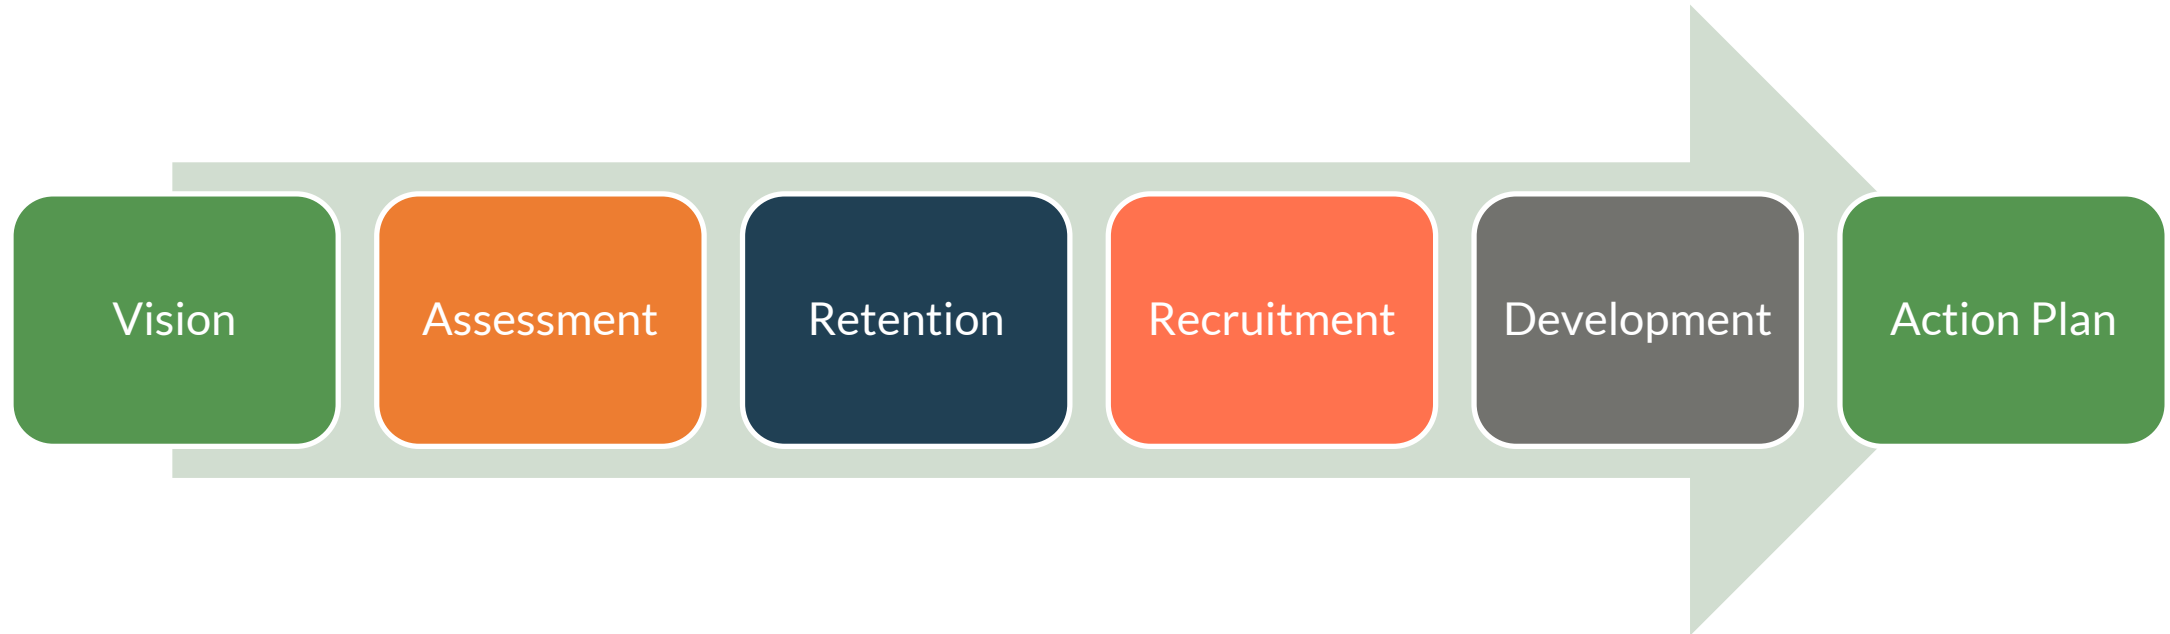 Vision
Assessment
Retention
Recruitment
Development
Action Plan